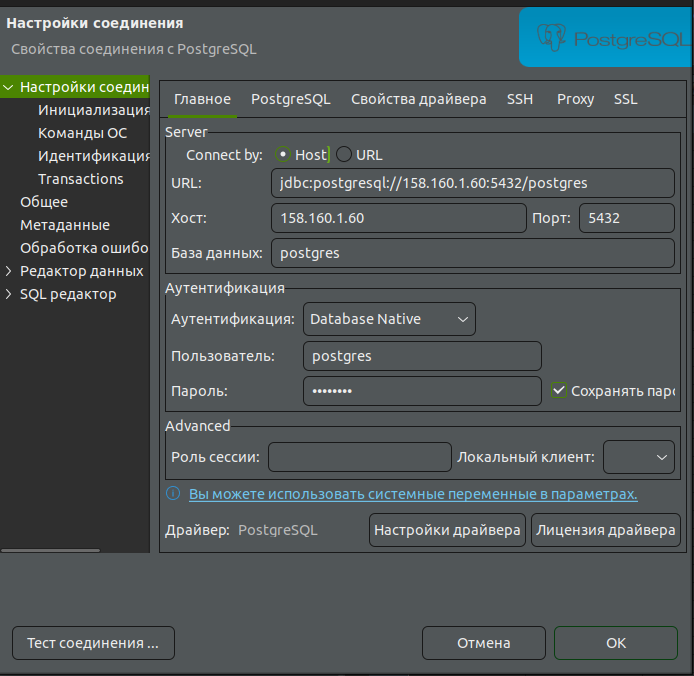 Настройки соединения
Свойства соединения с PostgreSQL
PostgreSQL
Настройки соедин
Инициализация
Команды ОС
Идентификация
Transactions
Общее
Метаданные
Обработка ошибо
Редактор данных
SQL редактор
Главное PostgreSQL Свойства драйвера SSH Proxy SSL
Server
Connect by: Host URL
URL: jdbc:postgresql://158.160.1.60:5432/postgres
Хост: 158.160.1.60 Порт: 5432
База данных: postgres
Аутентификация
Аутентификация: Database Native
Пользователь: postgres
Пароль: ••••••••
Сохранять паро
Advanced
Роль сессии: Локальный клиент:
Вы можете использовать системные переменные в параметрах.
Драйвер: PostgreSQL Настройки драйвера Лицензия драйвера
Тест соединения ... Отмена OK